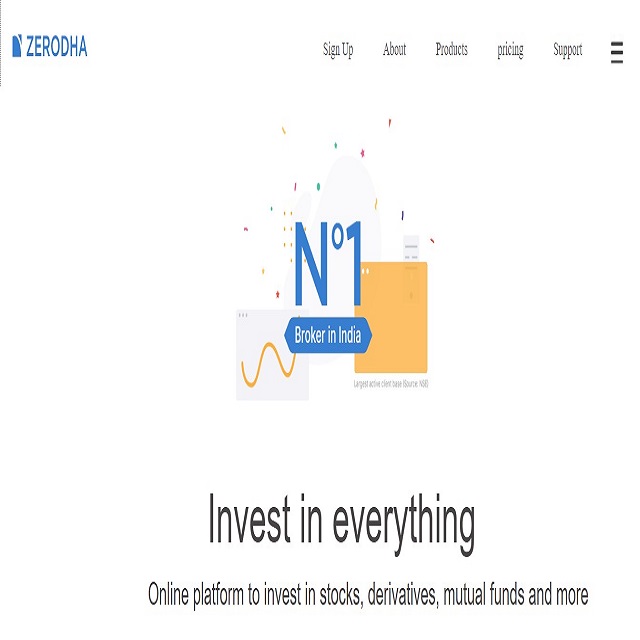 ZERODHA
Sign Up About Products pricing Support
N°1
Broker in India
Largest active client base (Source: NSE)
Invest in everything
Online platform to invest in stocks, derivatives, mutual funds and more